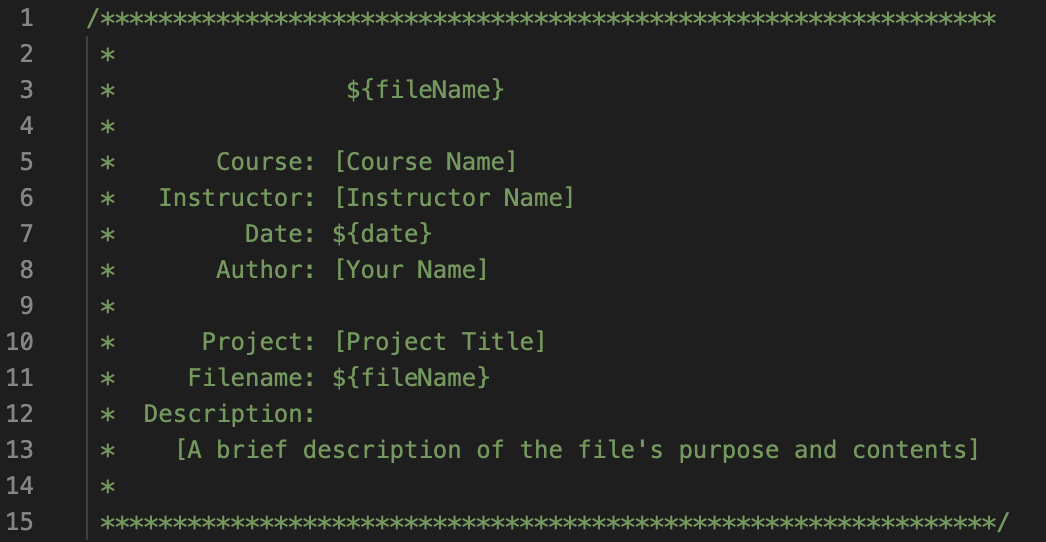 1 /**************************************************************
2 *
3 *                ${fileName}
4 *
5 *       Course: [Course Name]
6 *   Instructor: [Instructor Name]
7 *         Date: ${date}
8 *       Author: [Your Name]
9 *
10 *      Project: [Project Title]
11 *     Filename: ${fileName}
12 *  Description:
13 *    [A brief description of the file's purpose and contents]
14 *
15 **************************************************************/